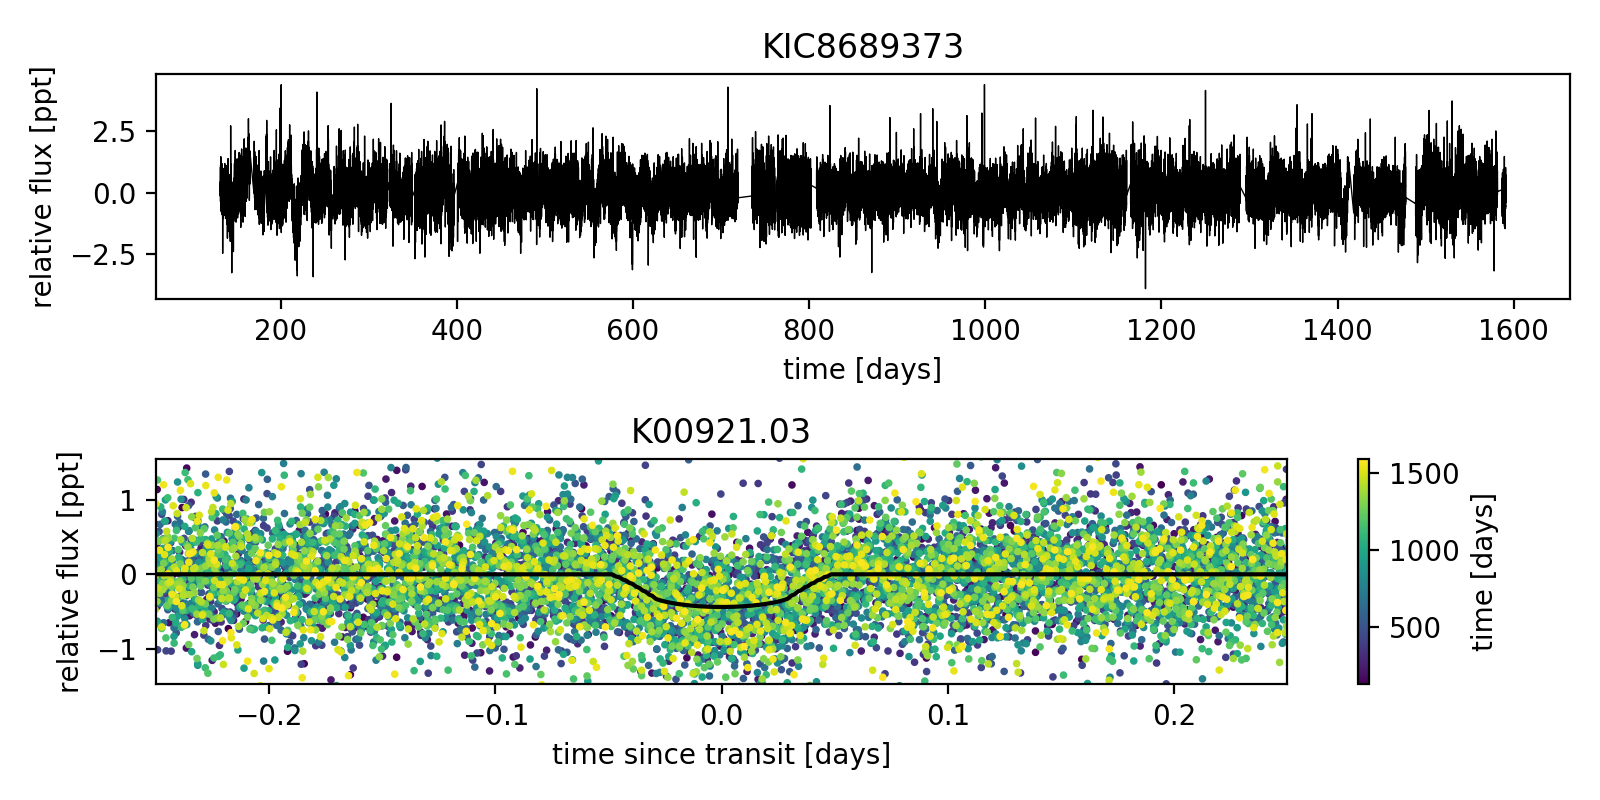 KIC8689373
relative flux [ppt]
2.5
0.0
−2.5
200 400 600 800 1000 1200 1400 1600
time [days]
K00921.03
relative flux [ppt]
1
0
−1
−0.2 −0.1 0.0 0.1 0.2
time since transit [days]
1500
1000
500
time [days]